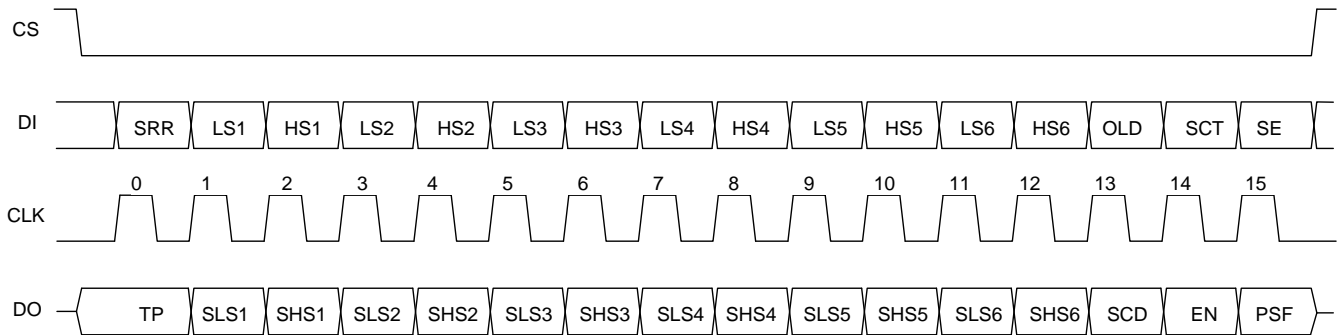 CS
DI SRR LS1 HS1 LS2 HS2 LS3 HS3 LS4 HS4 LS5 HS5 LS6 HS6 OLD SCT SE
0 1 2 3 4 5 6 7 8 9 10 11 12 13 14 15
CLK
DO TP SLS1 SHS1 SLS2 SHS2 SLS3 SHS3 SLS4 SHS4 SLS5 SHS5 SLS6 SHS6 SCD EN PSF